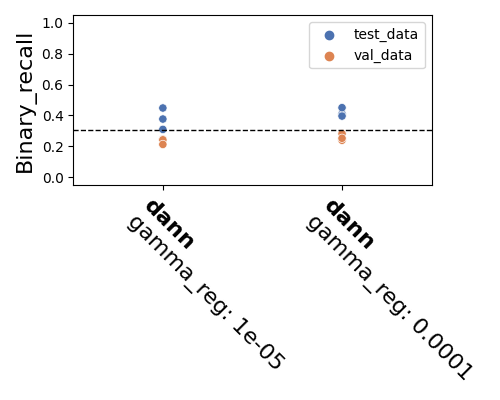 Binary_recall
1.0
0.8
0.6
0.4
0.2
0.0
test_data
val_data
dann
gamma_reg: 1e-05
dann
gamma_reg: 0.0001